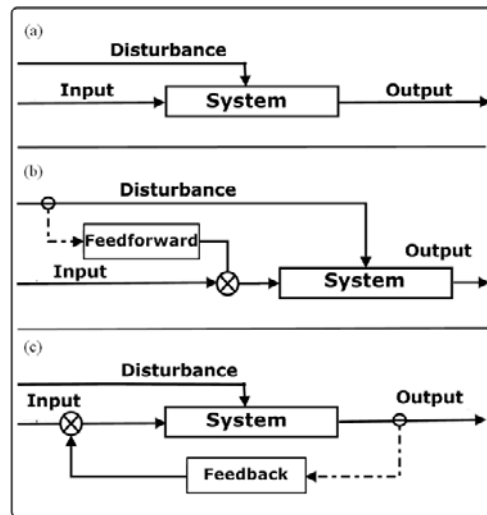 (a)
Disturbance
Input
System
Output
(b)
Disturbance
Feedforward
Output
Input
System
(c)
Disturbance
Input
System
Output
Feedback